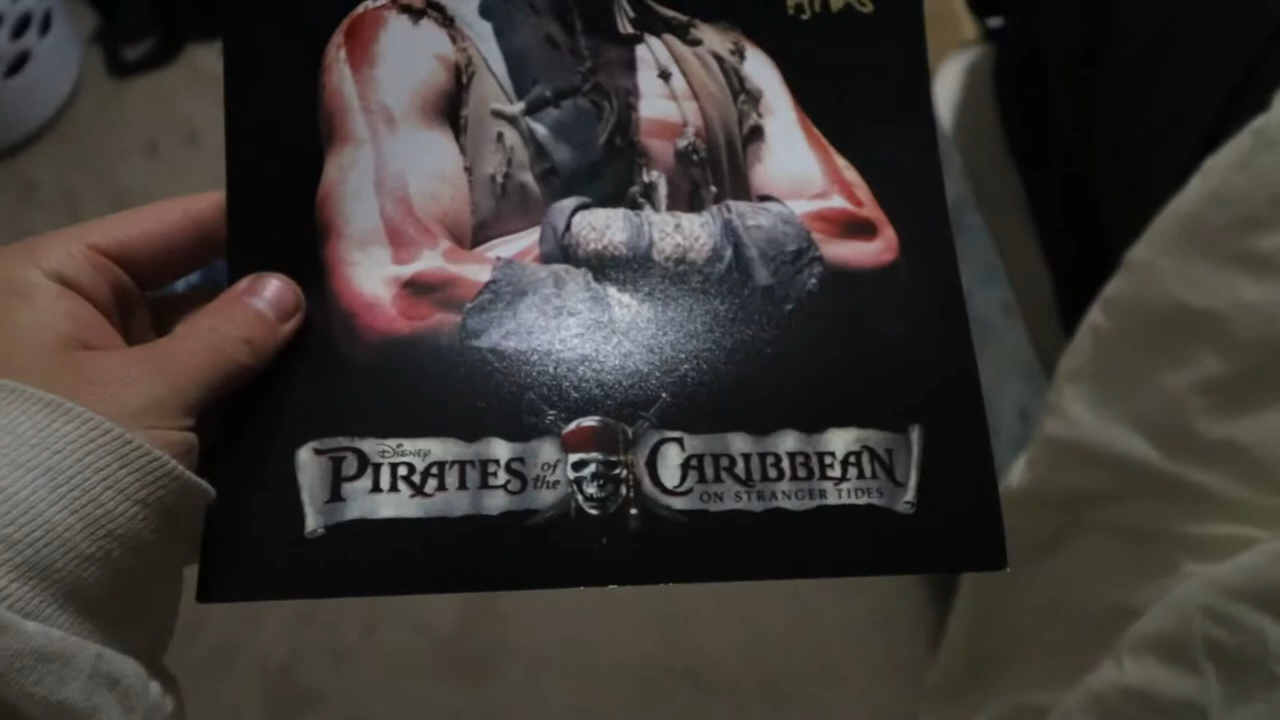 Disney
PIRATES of the CARIBBEAN
ON STRANGER TIDES